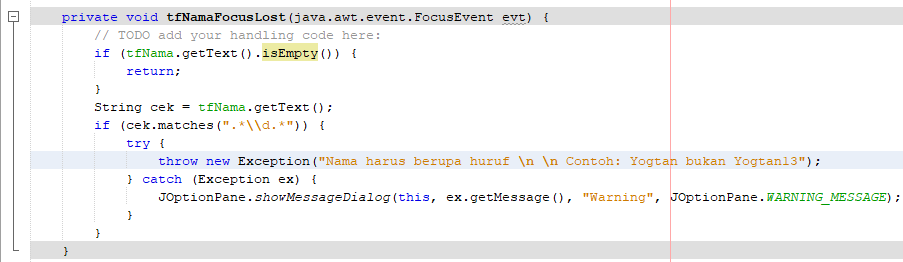 private void tfNamaFocusLost(java.awt.event.FocusEvent evt) {
// TODO add your handling code here:
if (tfNama.getText().isEmpty()) {
return;
}
String cek = tfNama.getText();
if (cek.matches(".*\\d.*")) {
try {
throw new Exception("Nama harus berupa huruf \n \n Contoh: Yogtan bukan Yogtan13");
} catch (Exception ex) {
JOptionPane.showMessageDialog(this, ex.getMessage(), "Warning", JOptionPane.WARNING_MESSAGE);
}
}
}